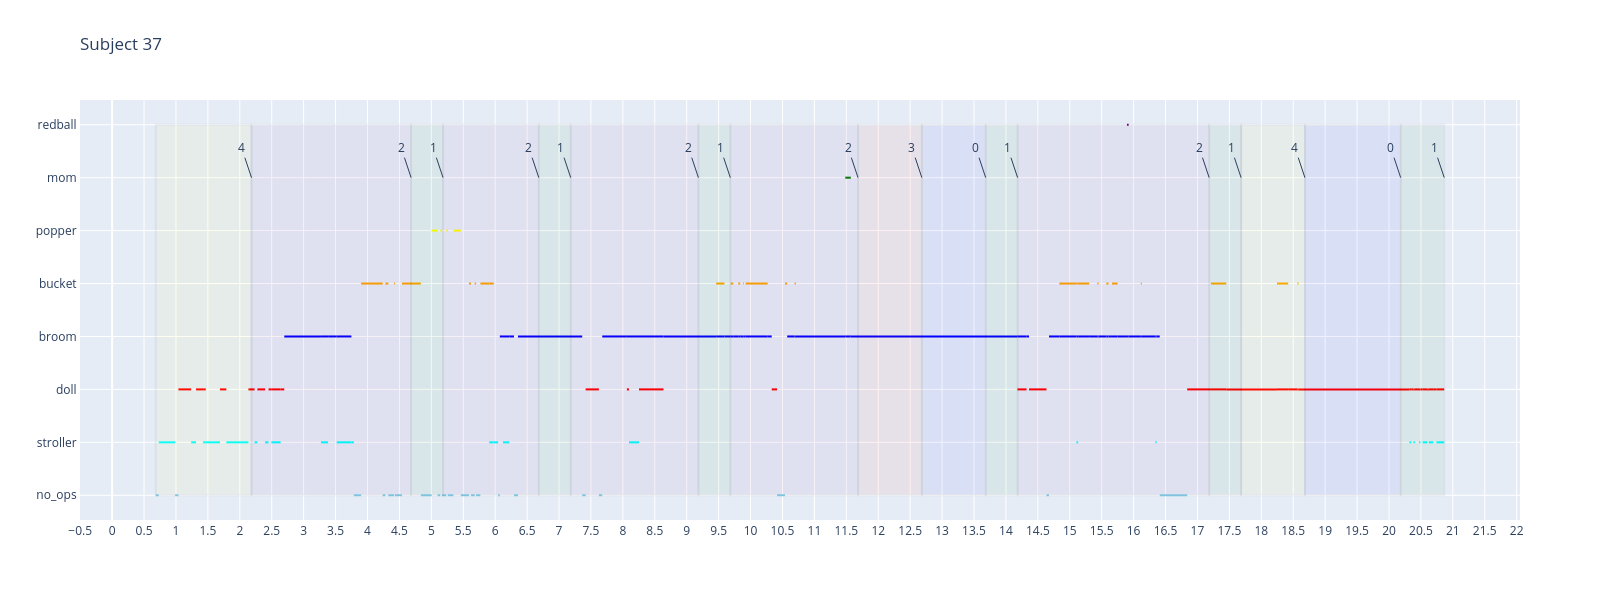 Subject 37
redball
4 2 1 2 1 2 1 2 3 0 1 2 1 4 0 1
mom
popper
bucket
broom
doll
stroller
no_ops
−0.5 0 0.5 1 1.5 2 2.5 3 3.5 4 4.5 5 5.5 6 6.5 7 7.5 8 8.5 9 9.5 10 10.5 11 11.5 12 12.5 13 13.5 14 14.5 15 15.5 16 16.5 17 17.5 18 18.5 19 19.5 20 20.5 21 21.5 22